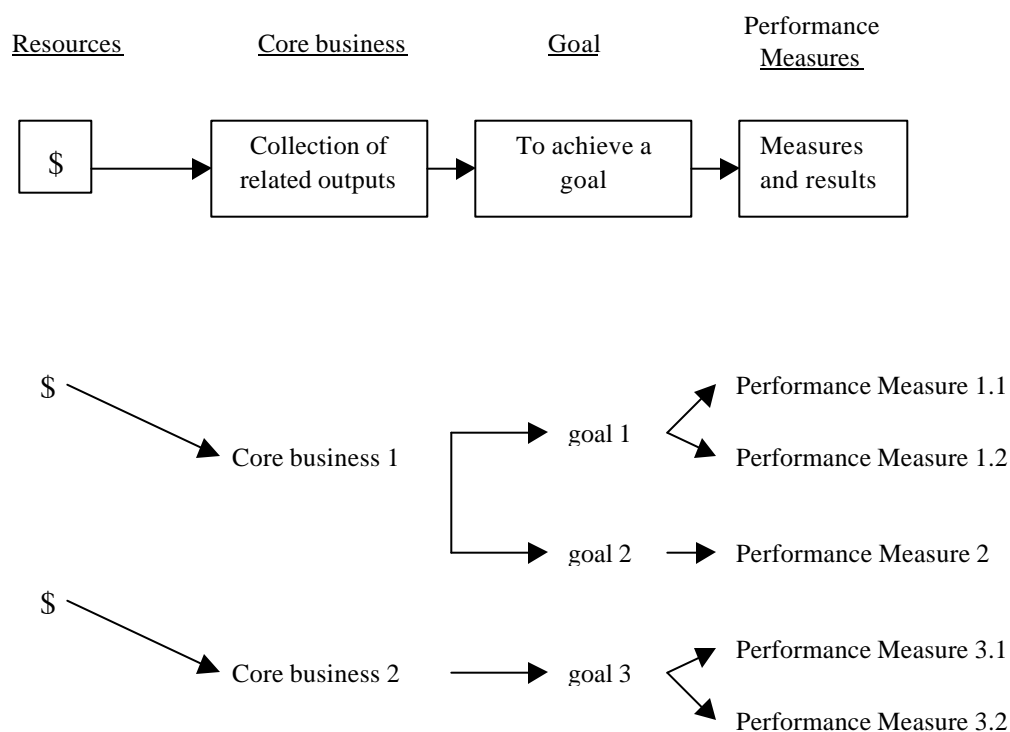 Resources
Core business
Goal
Performance
Measures
$
Collection of
related outputs
To achieve a
goal
Measures
and results
$
Core business 1
goal 1
Performance Measure 1.1
Performance Measure 1.2
goal 2
Performance Measure 2
$
Core business 2
goal 3
Performance Measure 3.1
Performance Measure 3.2